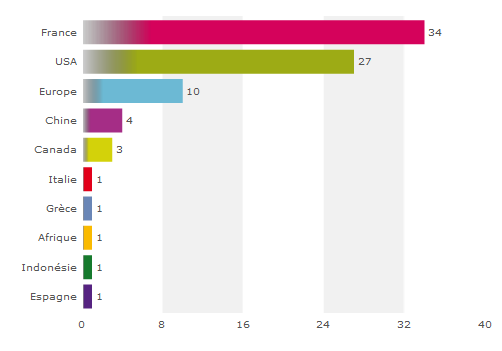 France 34
USA 27
Europe 10
Chine 4
Canada 3
Italie 1
Grèce 1
Afrique 1
Indonésie 1
Espagne 1
0 8 16 24 32 40